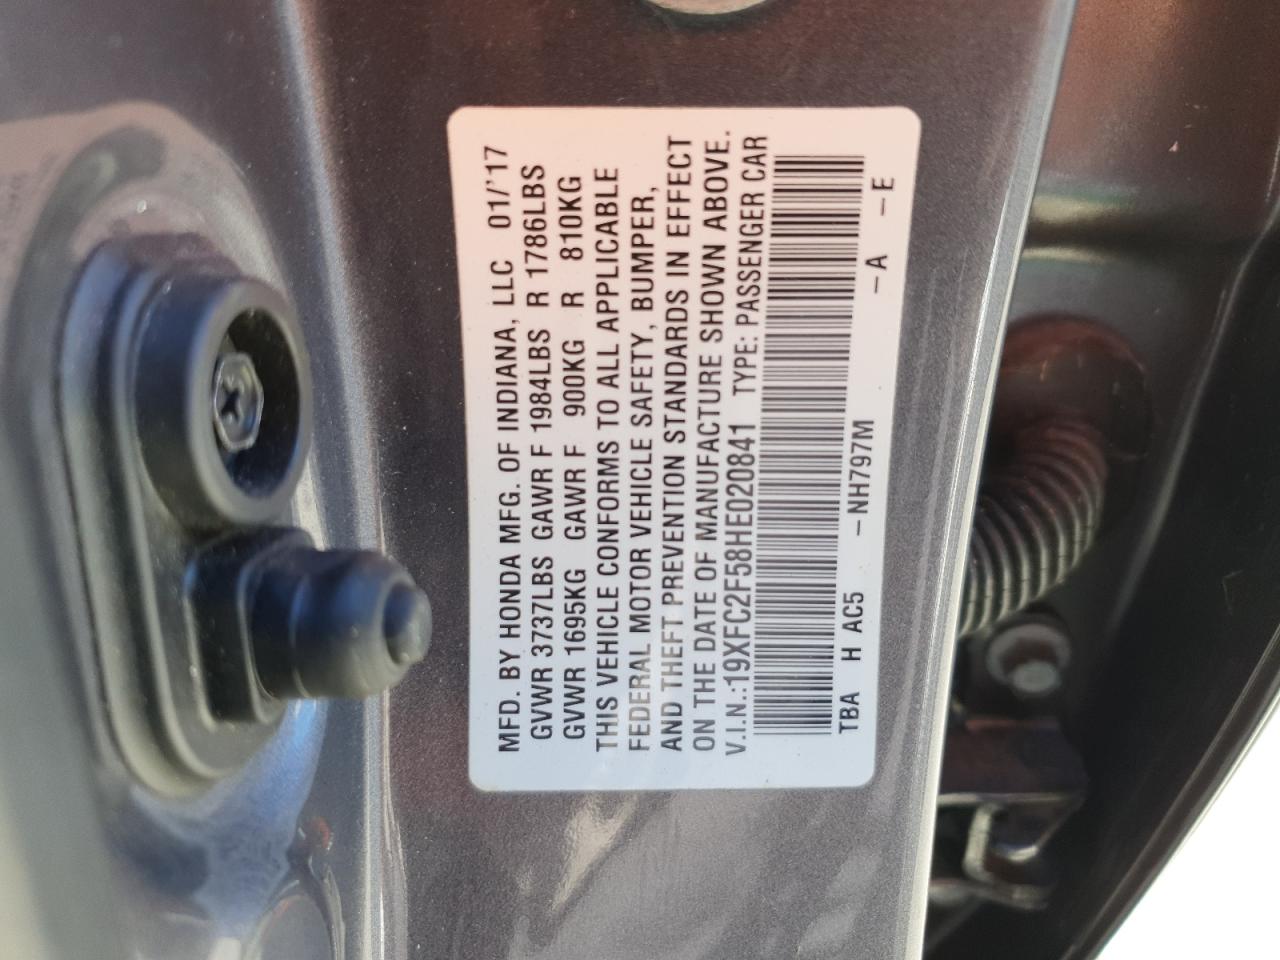 MFD. BY HONDA MFG. OF INDIANA, LLC 01/'17
GVWR 3737LBS GAWR F 1984LBS R 1786LBS
GVWR 1695KG GAWR F 900KG R 810KG
THIS VEHICLE CONFORMS TO ALL APPLICABLE
FEDERAL MOTOR VEHICLE SAFETY, BUMPER,
AND THEFT PREVENTION STANDARDS IN EFFECT
ON THE DATE OF MANUFACTURE SHOWN ABOVE.
V.I.N.:19XFC2F58HE020841 TYPE: PASSENGER CAR
TBA H AC5 -NH797M -A -E